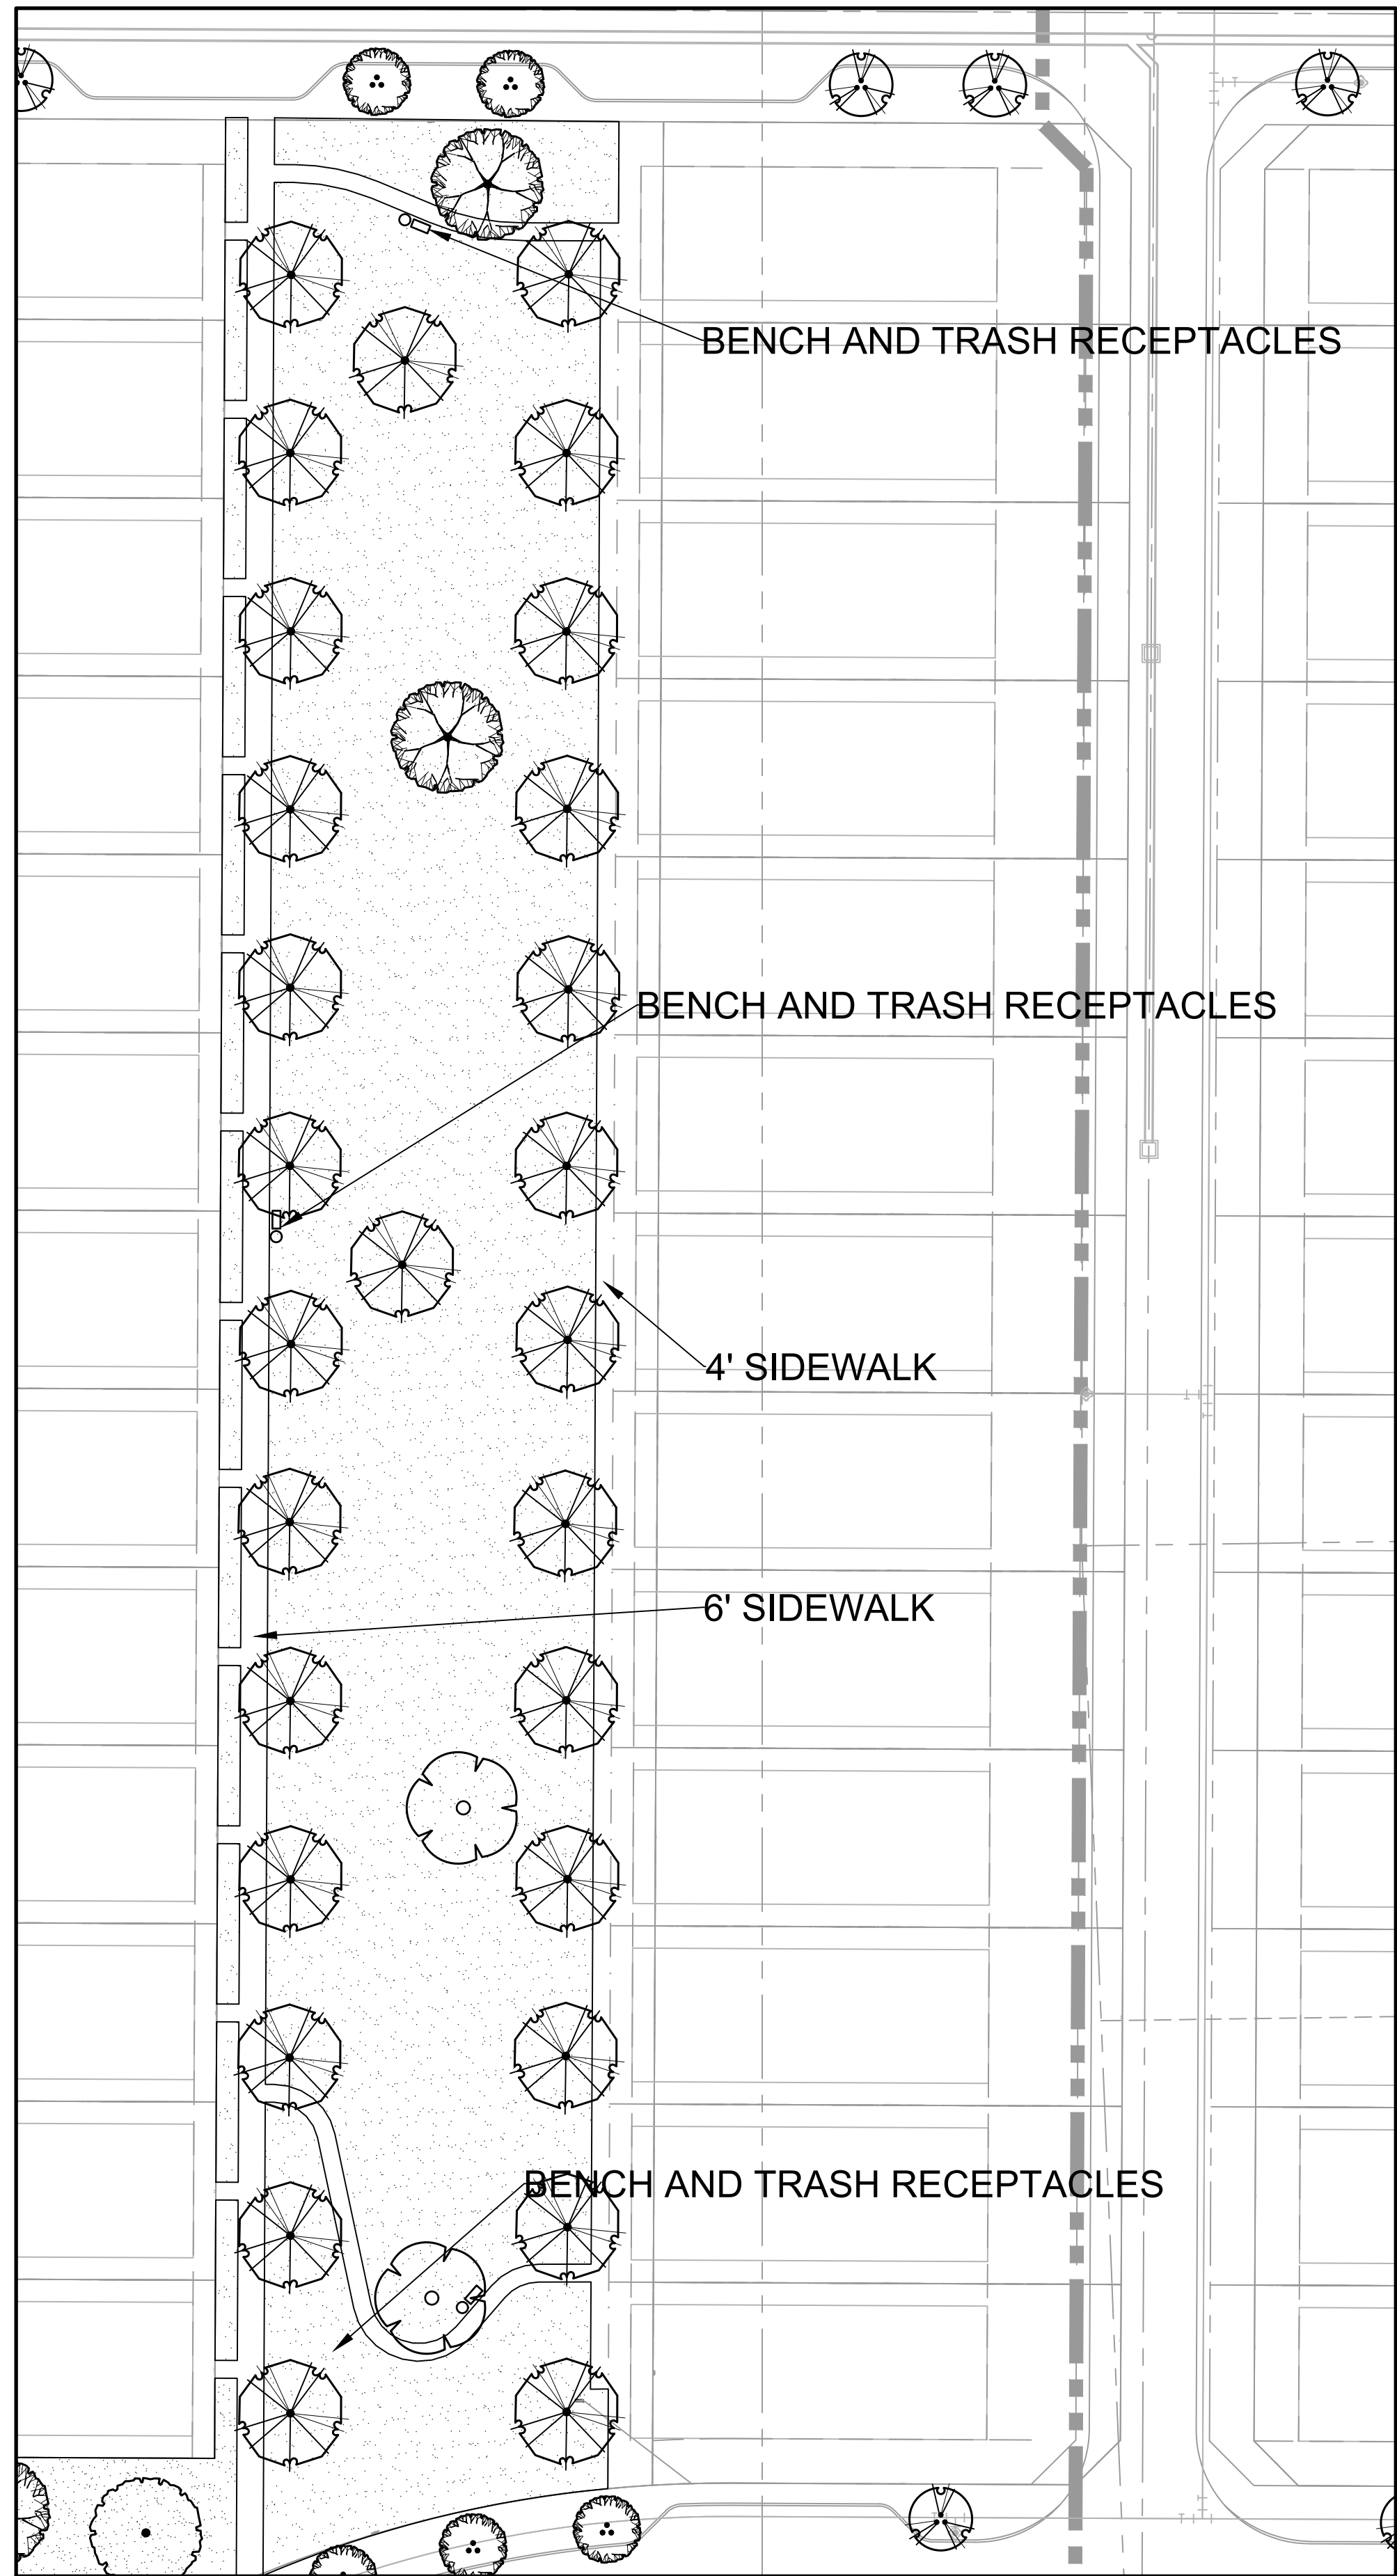 BENCH AND TRASH RECEPTACLES
BENCH AND TRASH RECEPTACLES
4' SIDEWALK
6' SIDEWALK
BENCH AND TRASH RECEPTACLES